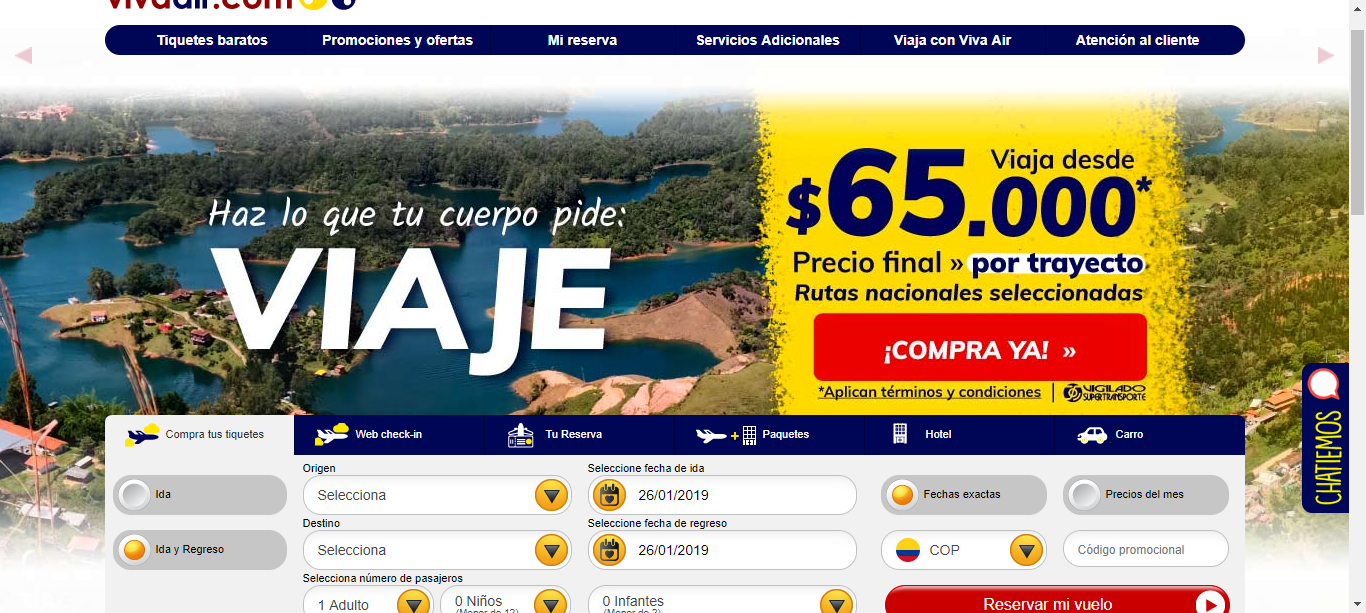 vivaair.com
Tiquetes baratos
Promociones y ofertas
Mi reserva
Servicios Adicionales
Viaja con Viva Air
Atención al cliente
Haz lo que tu cuerpo pide:
VIAJE
Viaja desde
$65.000*
Precio final » por trayecto
Rutas nacionales seleccionadas
¡COMPRA YA! »
*Aplican términos y condiciones | VIGILADO
SUPERTRANSPORTE
CHATIEMOS
Compra tus tiquetes
Web check-in
Tu Reserva
Paquetes
Hotel
Carro
Ida
Ida y Regreso
Origen
Selecciona
Destino
Selecciona
Selecciona número de pasajeros
1 Adulto
0 Niños
(Menor de 12)
Seleccione fecha de ida
26/01/2019
Seleccione fecha de regreso
26/01/2019
0 Infantes
(Menor de 2)
Fechas exactas
Precios del mes
COP
Código promocional
Reservar mi vuelo